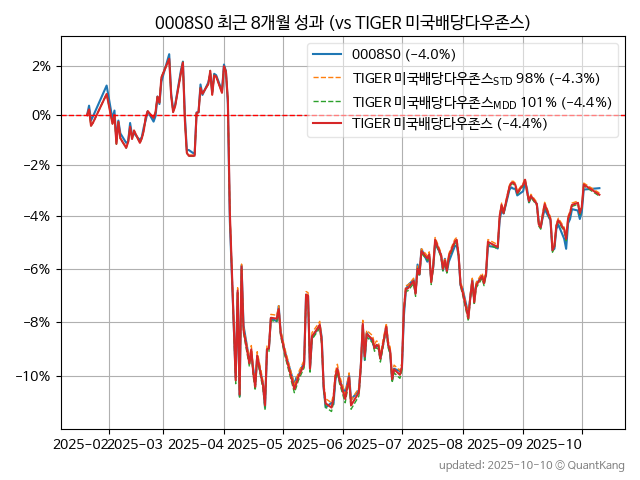 0008S0 최근 8개월 성과 (vs TIGER 미국배당다우존스)
0008S0 (−4.0%)
TIGER 미국배당다우존스STD 98% (−4.3%)
TIGER 미국배당다우존스MDD 101% (−4.4%)
TIGER 미국배당다우존스 (−4.4%)
2%
0%
−2%
−4%
−6%
−8%
−10%
2025-02 2025-03 2025-04 2025-05 2025-06 2025-07 2025-08 2025-09 2025-10
updated: 2025-10-10 © QuantKang